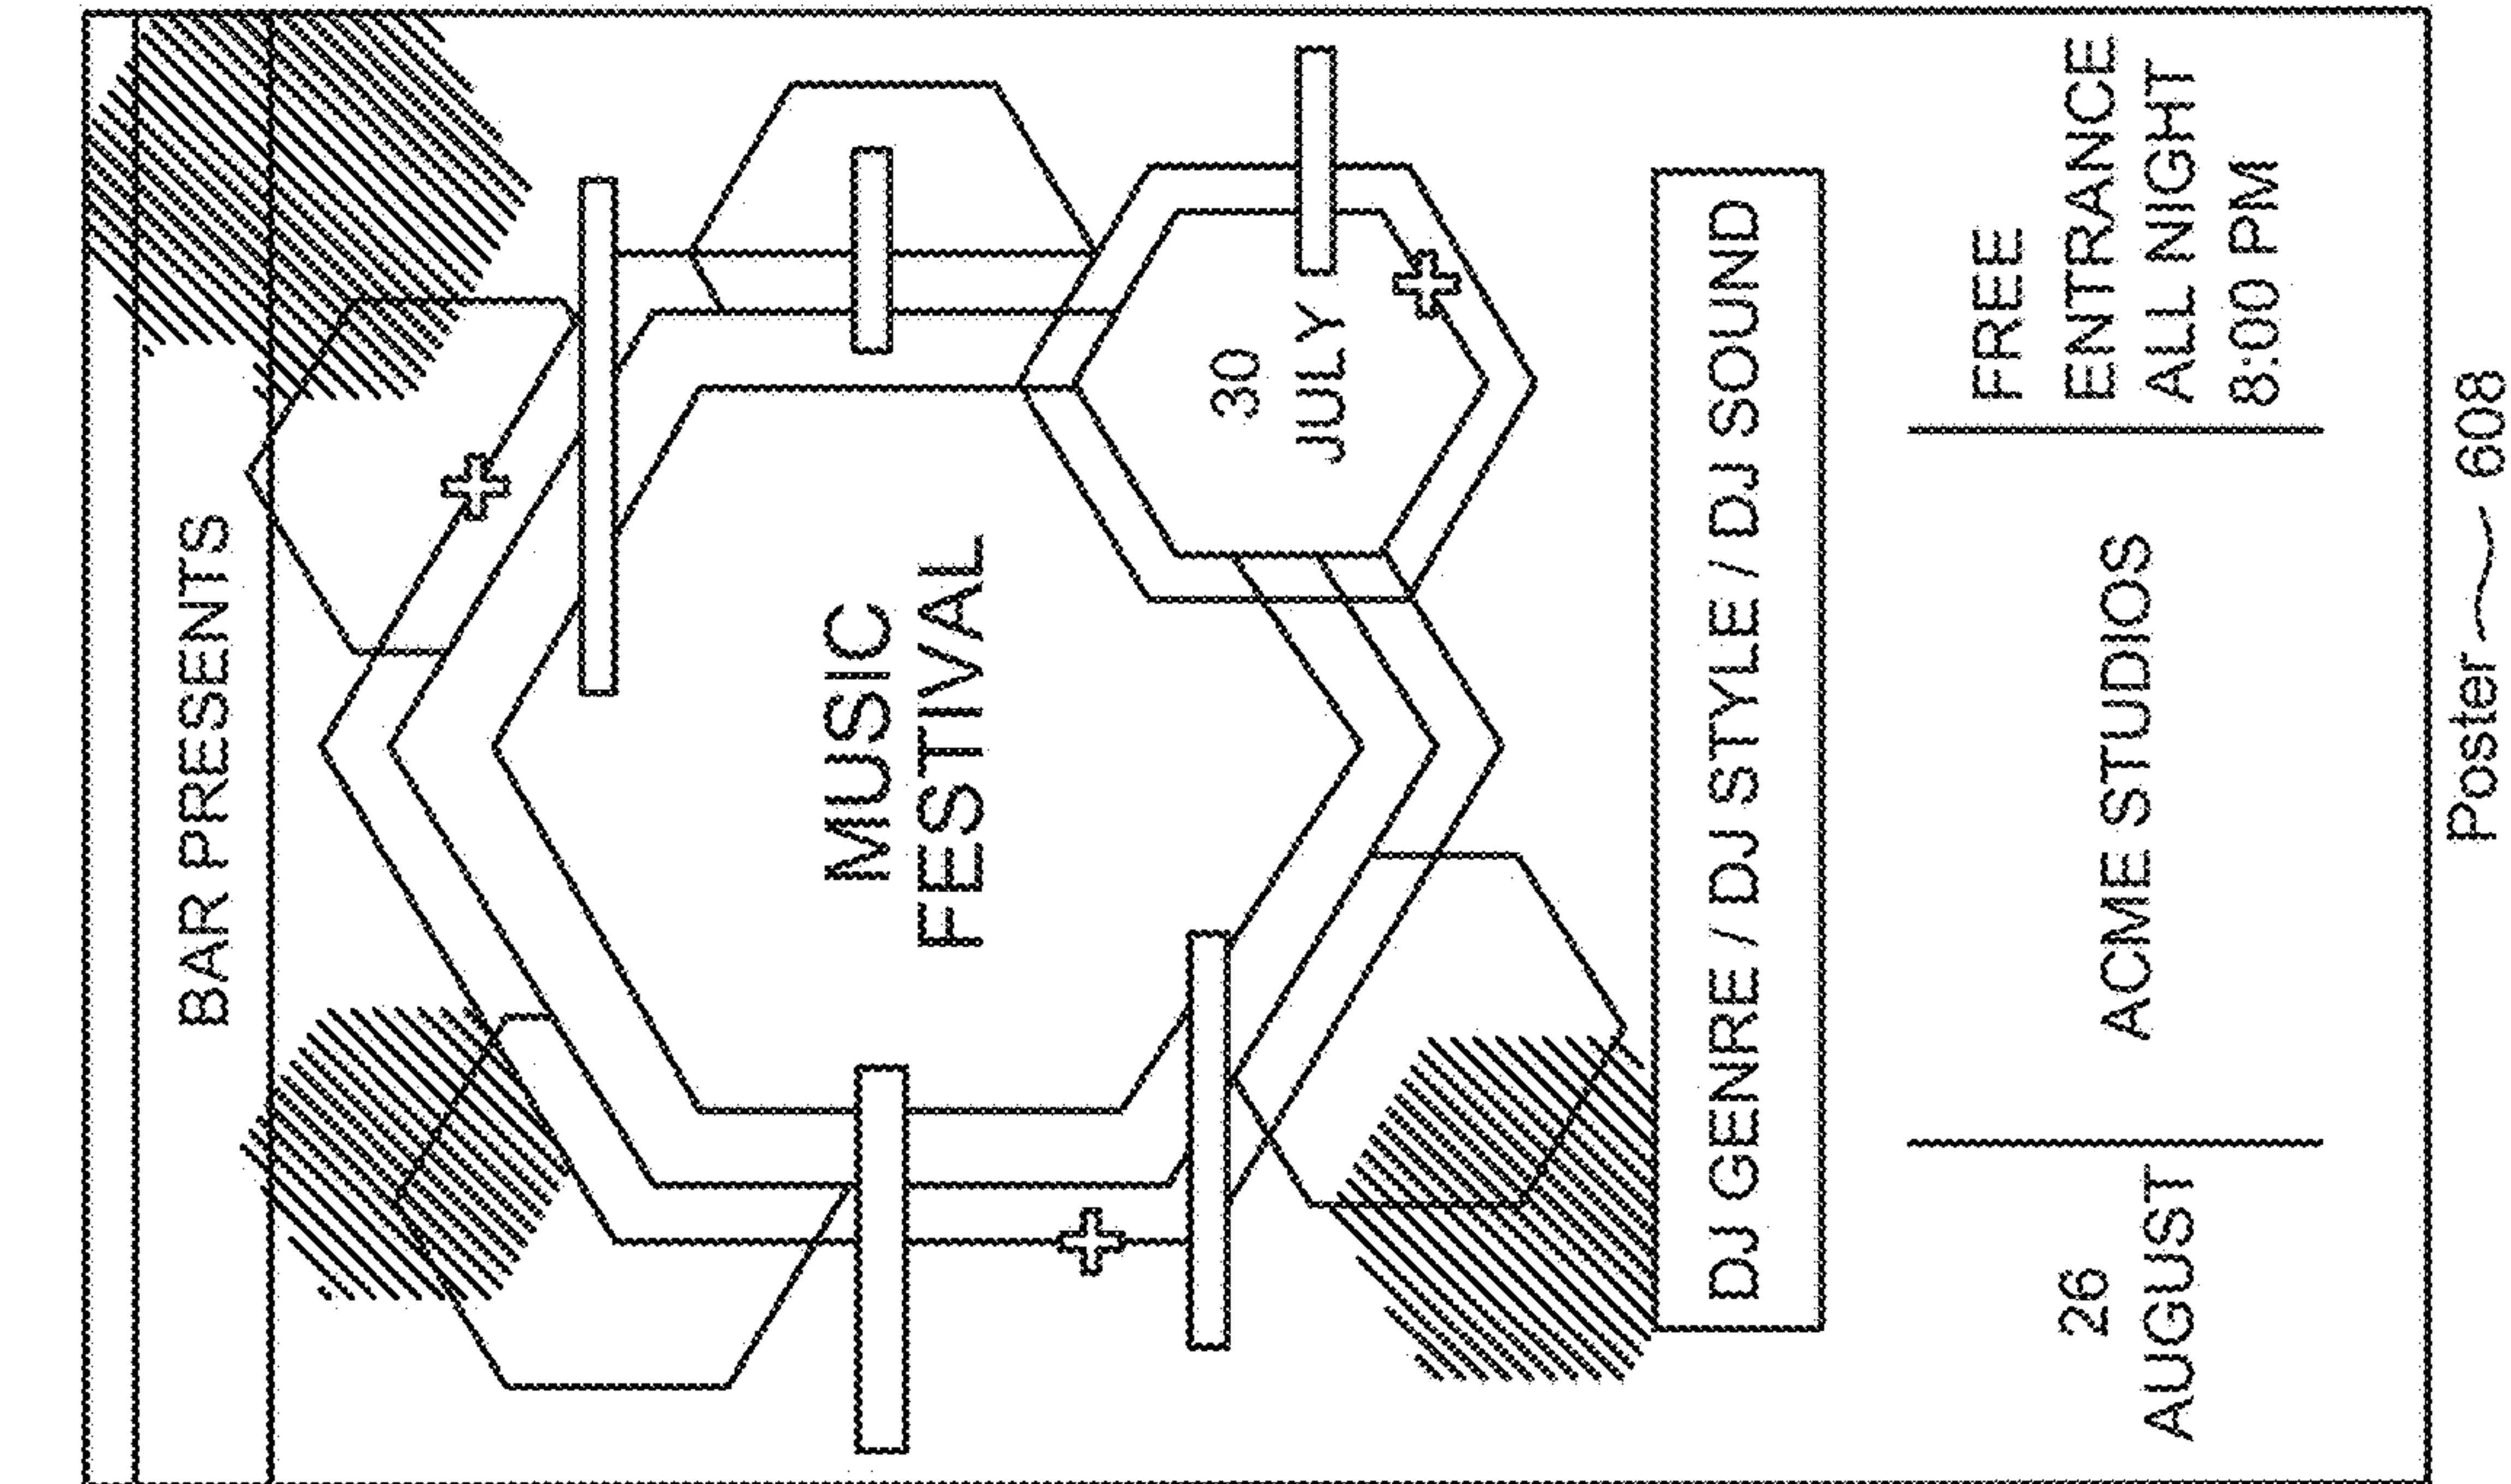 BAR PRESENTS
MUSIC
FESTIVAL
30
JULY
DJ GENRE / DJ STYLE / DJ SOUND
26
AUGUST
ACME STUDIOS
FREE
ENTRANCE
ALL NIGHT
8:00 PM
Poster 608